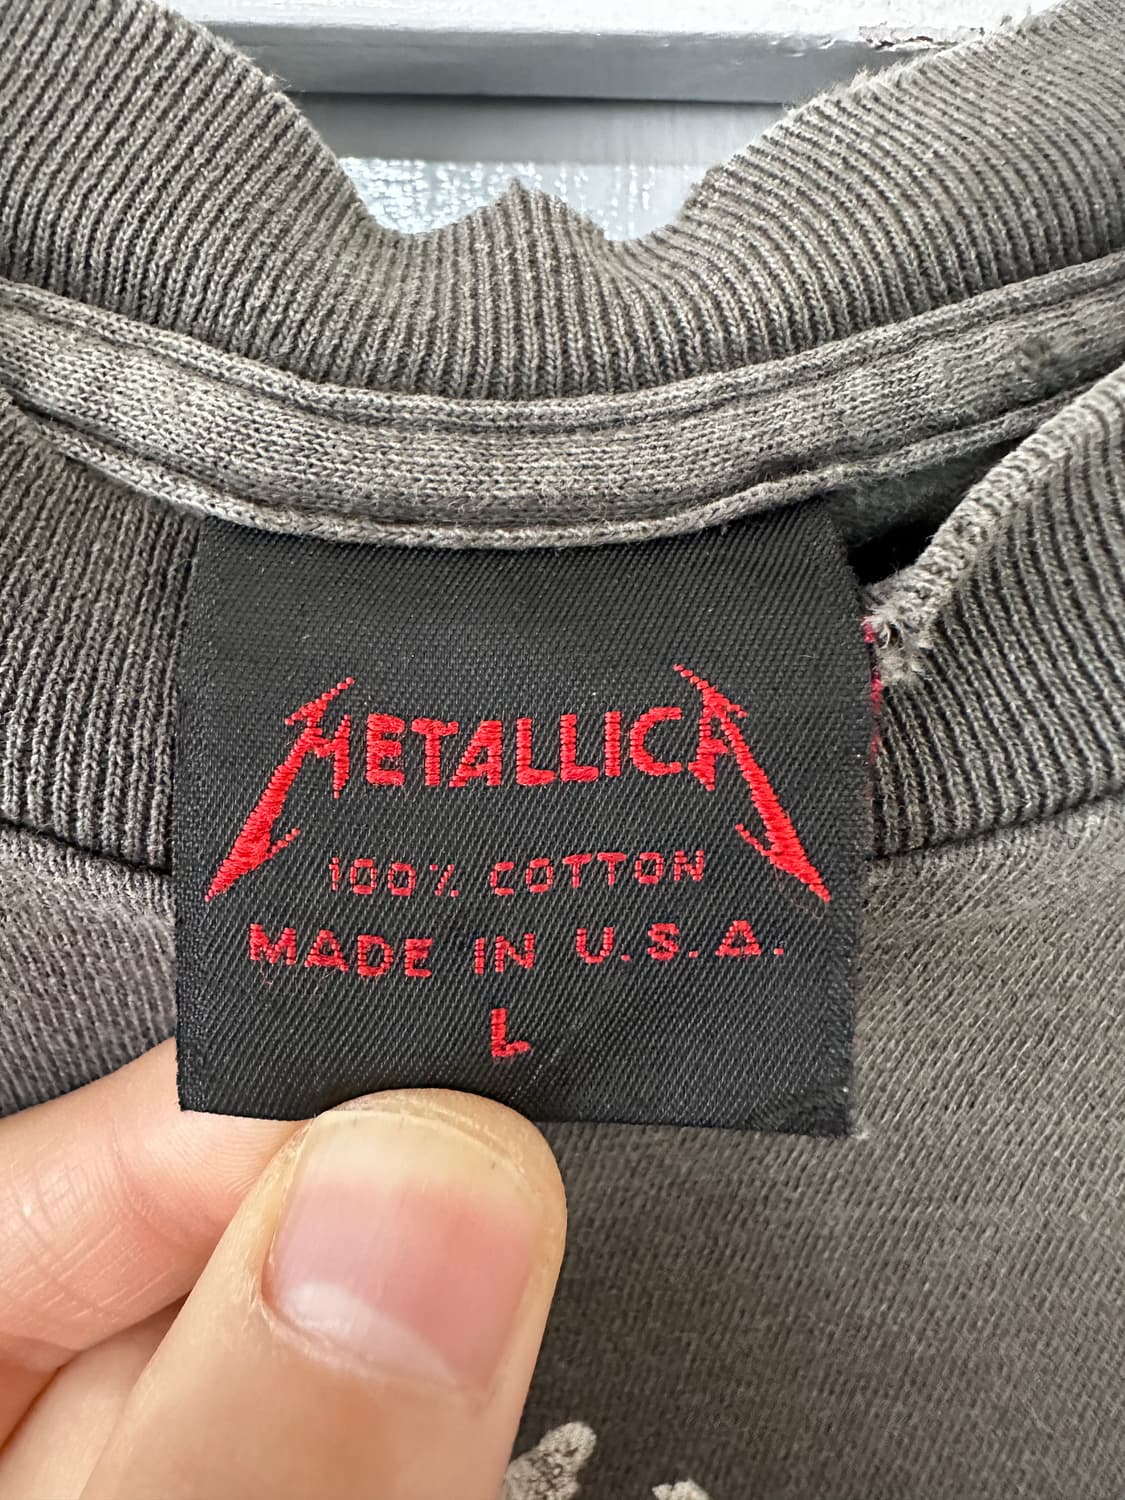 METALLICA
100% COTTON
MADE IN U.S.A.
L